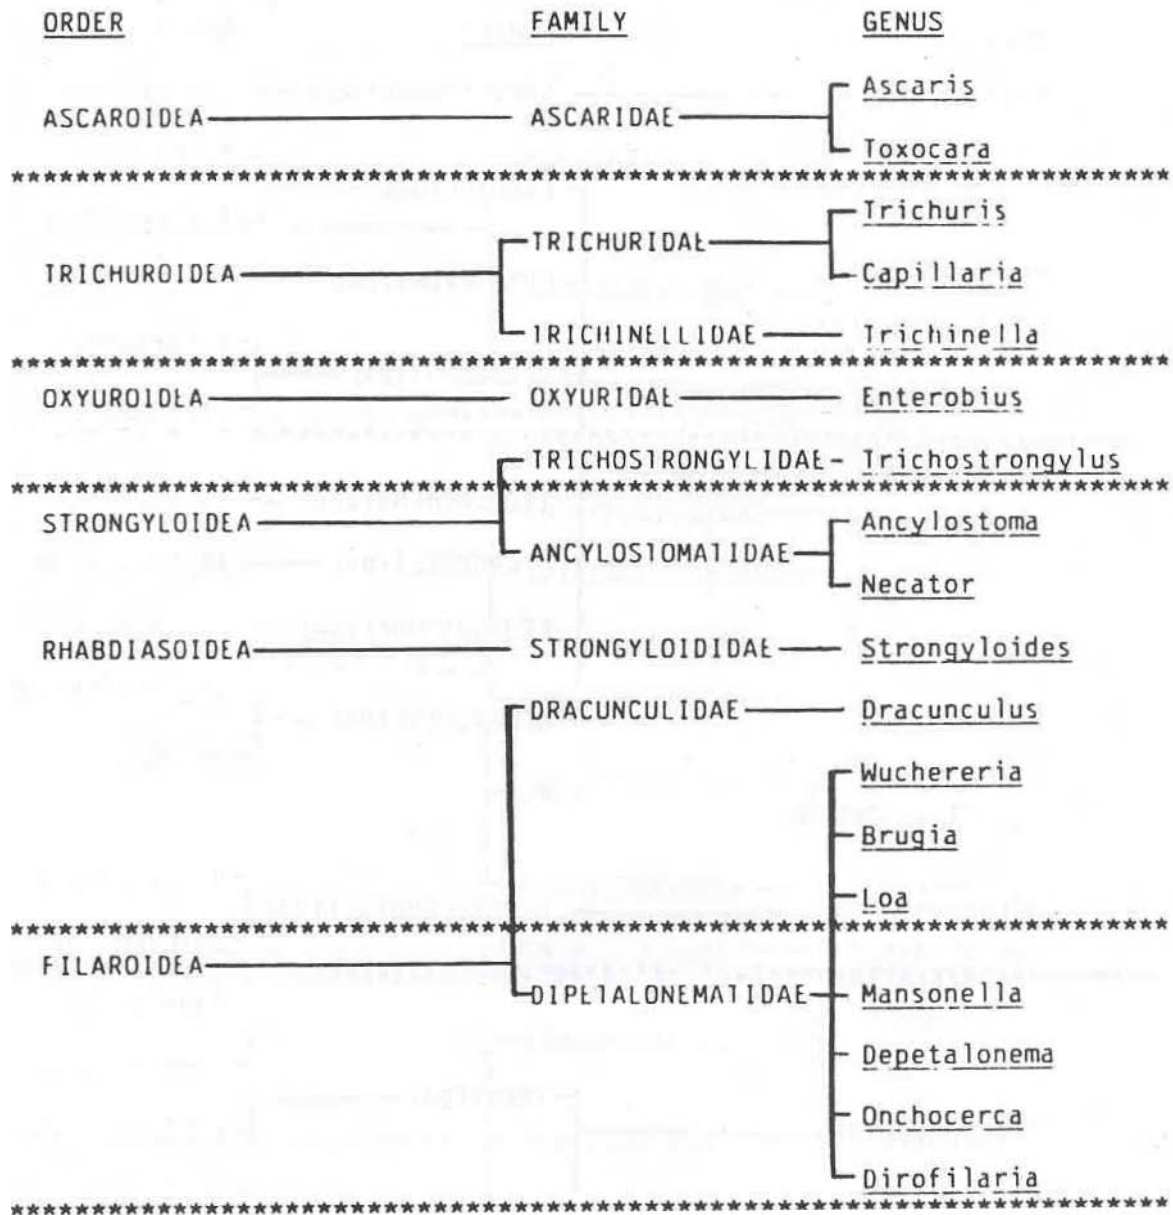 ORDER FAMILY GENUS
Ascaris
ASCAROIDEA ASCARIDAE
Toxocara
*****
Trichuris
TRICHURIDAE
TRICHUROIDEA Capillaria
TRICHINELLIDAE Trichinella
*****
OXYUROIDEA OXYURIDAE Enterobius
TRICHOSTRONGYLIDAE - Trichostrongylus
*****
STRONGYLOIDEA Ancylostoma
ANCYLOSTOMATIDAE
Necator
RHABDIASOIDEA STRONGYLOIDIDAE Strongyloides
DRACUNCULIDAE Dracunculus
Wuchereria
Brugia
Loa
*****
FILAROIDEA
DIPETALONEMATIDAE Mansonella
Depetalonema
Onchocerca
Dirofilaria
*****